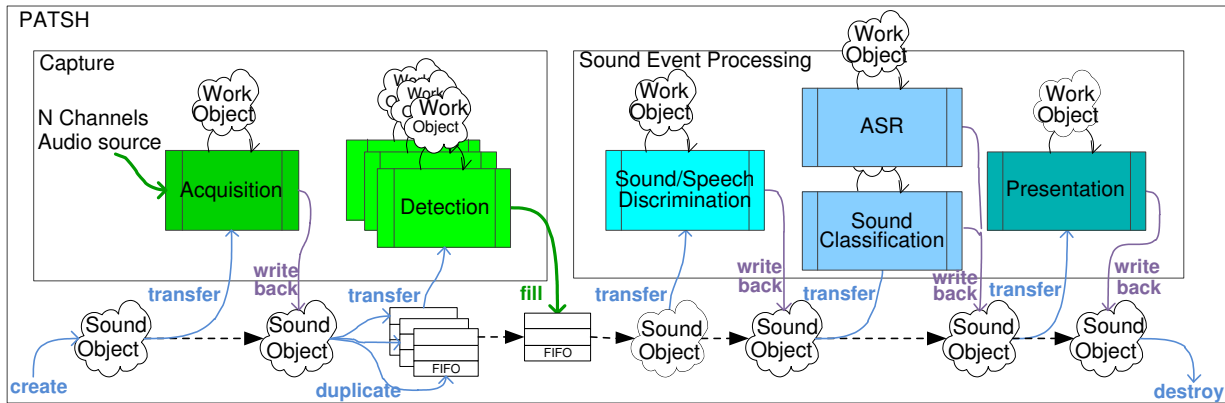 PATSH
Capture
N Channels
Audio source
Work
Object
Acquisition
Work
Work
Work
Object
Detection
Sound Event Processing
Work
Object
Sound/Speech
Discrimination
Work
Object
ASR
Sound
Classification
Work
Object
Presentation
transfer
write
back
transfer
fill
transfer
write
back
transfer
write
back
transfer
write
back
create
Sound
Object
Sound
Object
duplicate
FIFO
FIFO
Sound
Object
Sound
Object
Sound
Object
Sound
Object
destroy